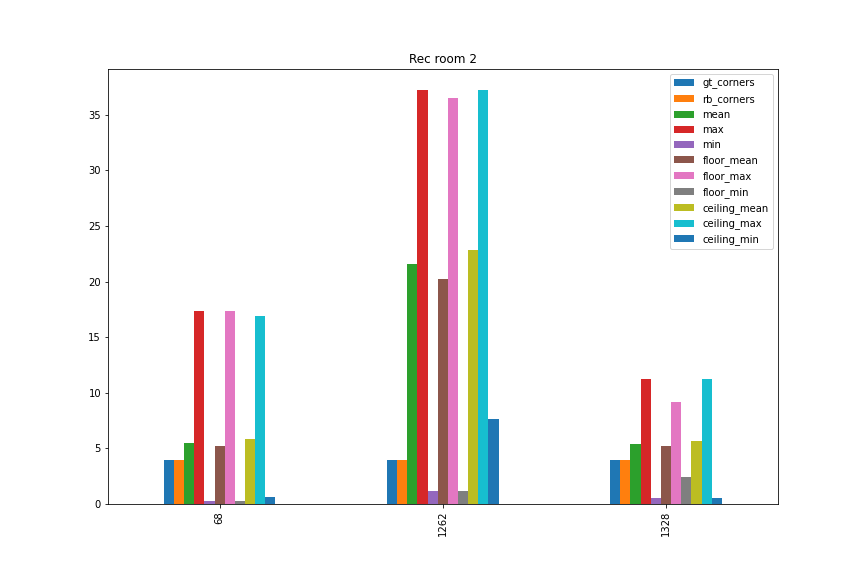 Rec room 2
35
30
25
20
15
10
5
0
68
1262
1328
gt_corners
rb_corners
mean
max
min
floor_mean
floor_max
floor_min
ceiling_mean
ceiling_max
ceiling_min